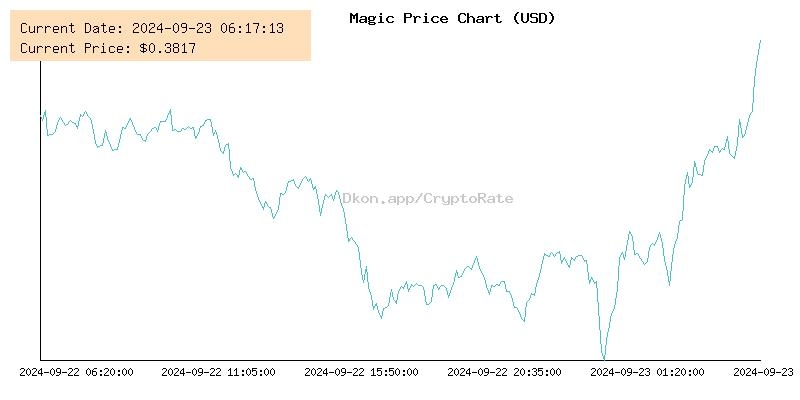 Magic Price Chart (USD)
Current Date: 2024-09-23 06:17:13
Current Price: $0.3817
Dkon.app/CryptoRate
2024-09-22 06:20:00 2024-09-22 11:05:00 2024-09-22 15:50:00 2024-09-22 20:35:00 2024-09-23 01:20:00 2024-09-23